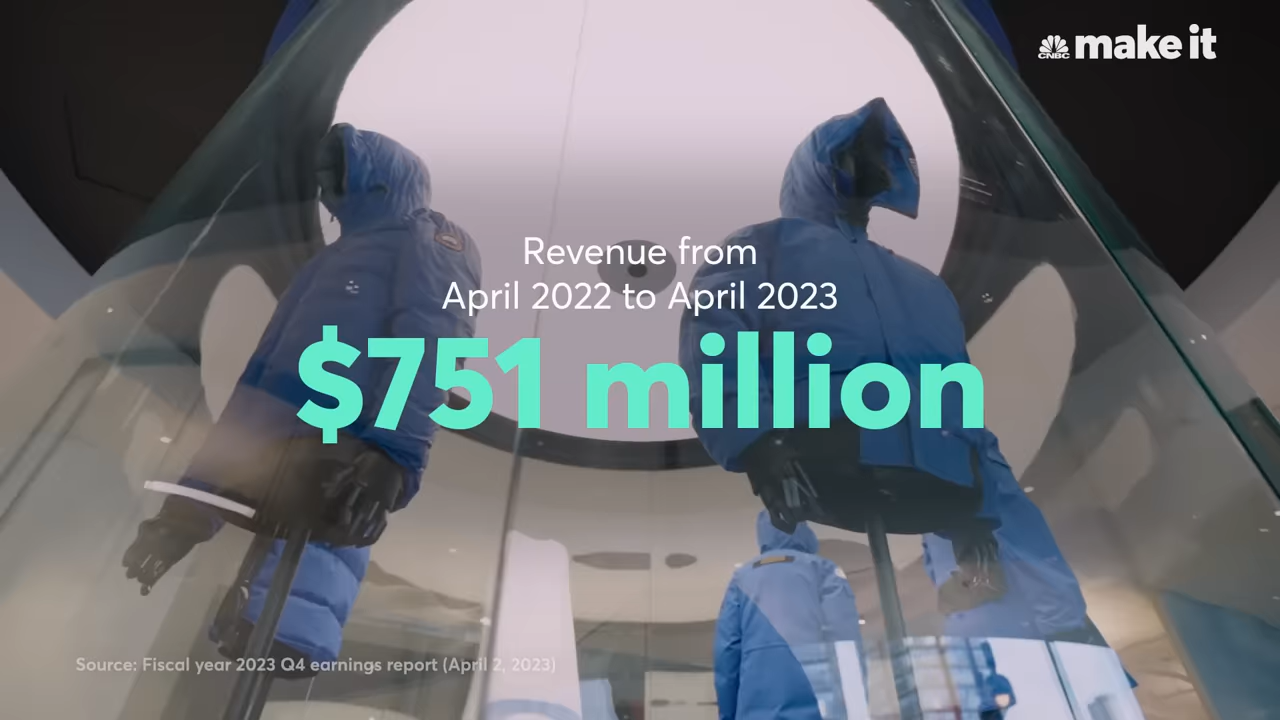 CNBC make it
Revenue from
April 2022 to April 2023
$751 million
Source: Fiscal year 2023 Q4 earnings report (April 2, 2023)